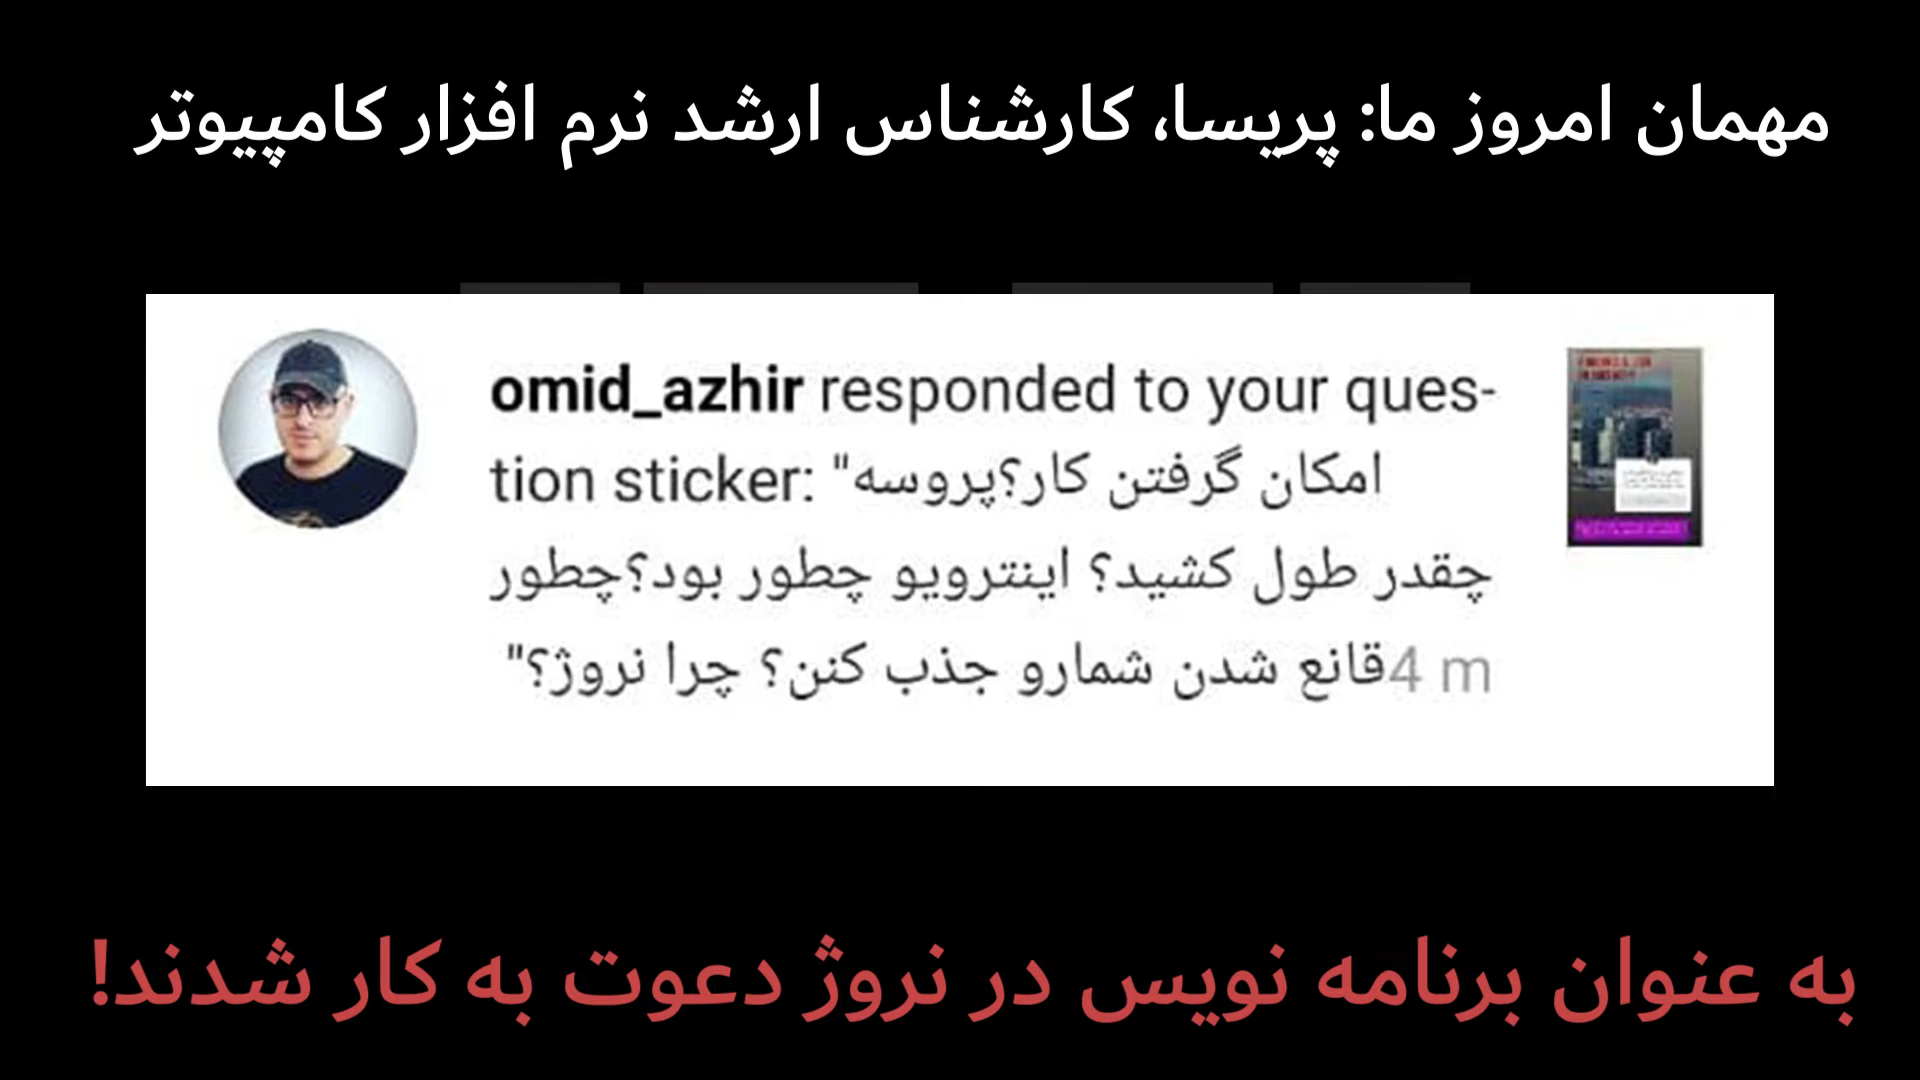 مهمان امروز ما: پریسا، کارشناس ارشد نرم افزار کامپیوتر
omid_azhir responded to your ques-
tion sticker: "امکان گرفتن کار؟پروسه
چقدر طول کشید؟ اینترویو چطور بود؟چطور
قانع شدن شمارو جذب کنن؟ چرا نروژ؟" 4 m
به عنوان برنامه نویس در نروژ دعوت به کار شدند!